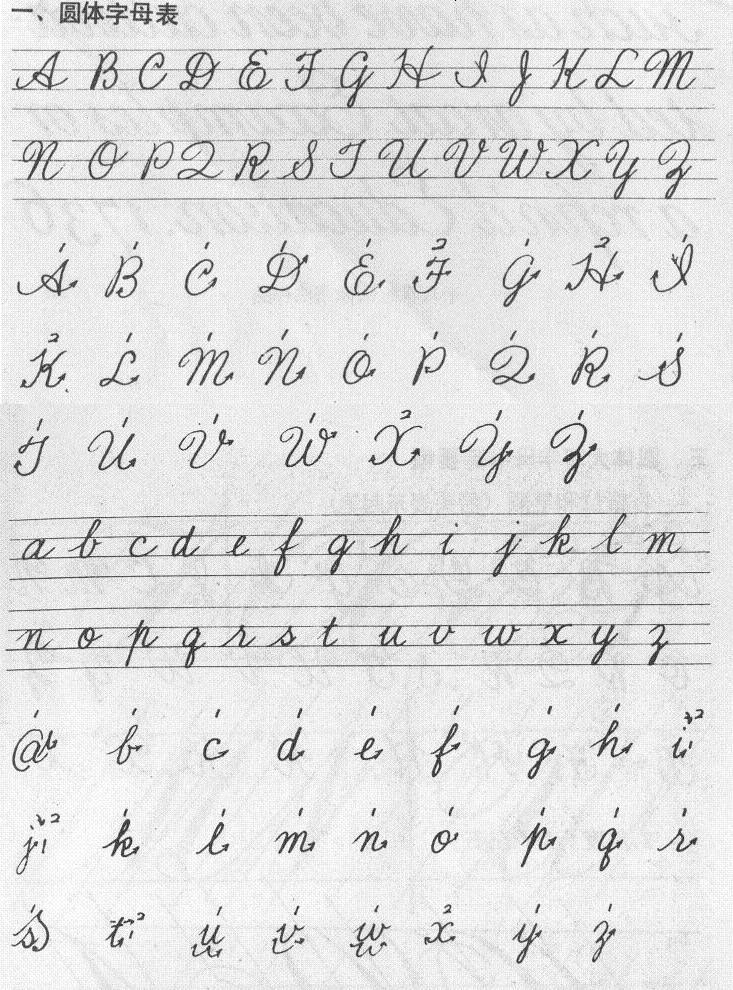 一、圆体字母表
A B C D E F G H I J K L M
N O P Q R S T U V W X Y Z
A B C D E F G H I
K L M N O P Q R S
T U V W X Y Z
a b c d e f g h i j k l m
n o p q r s t u v w x y z
a b c d e f g h i
j k l m n o p q r
s t u v w x y z